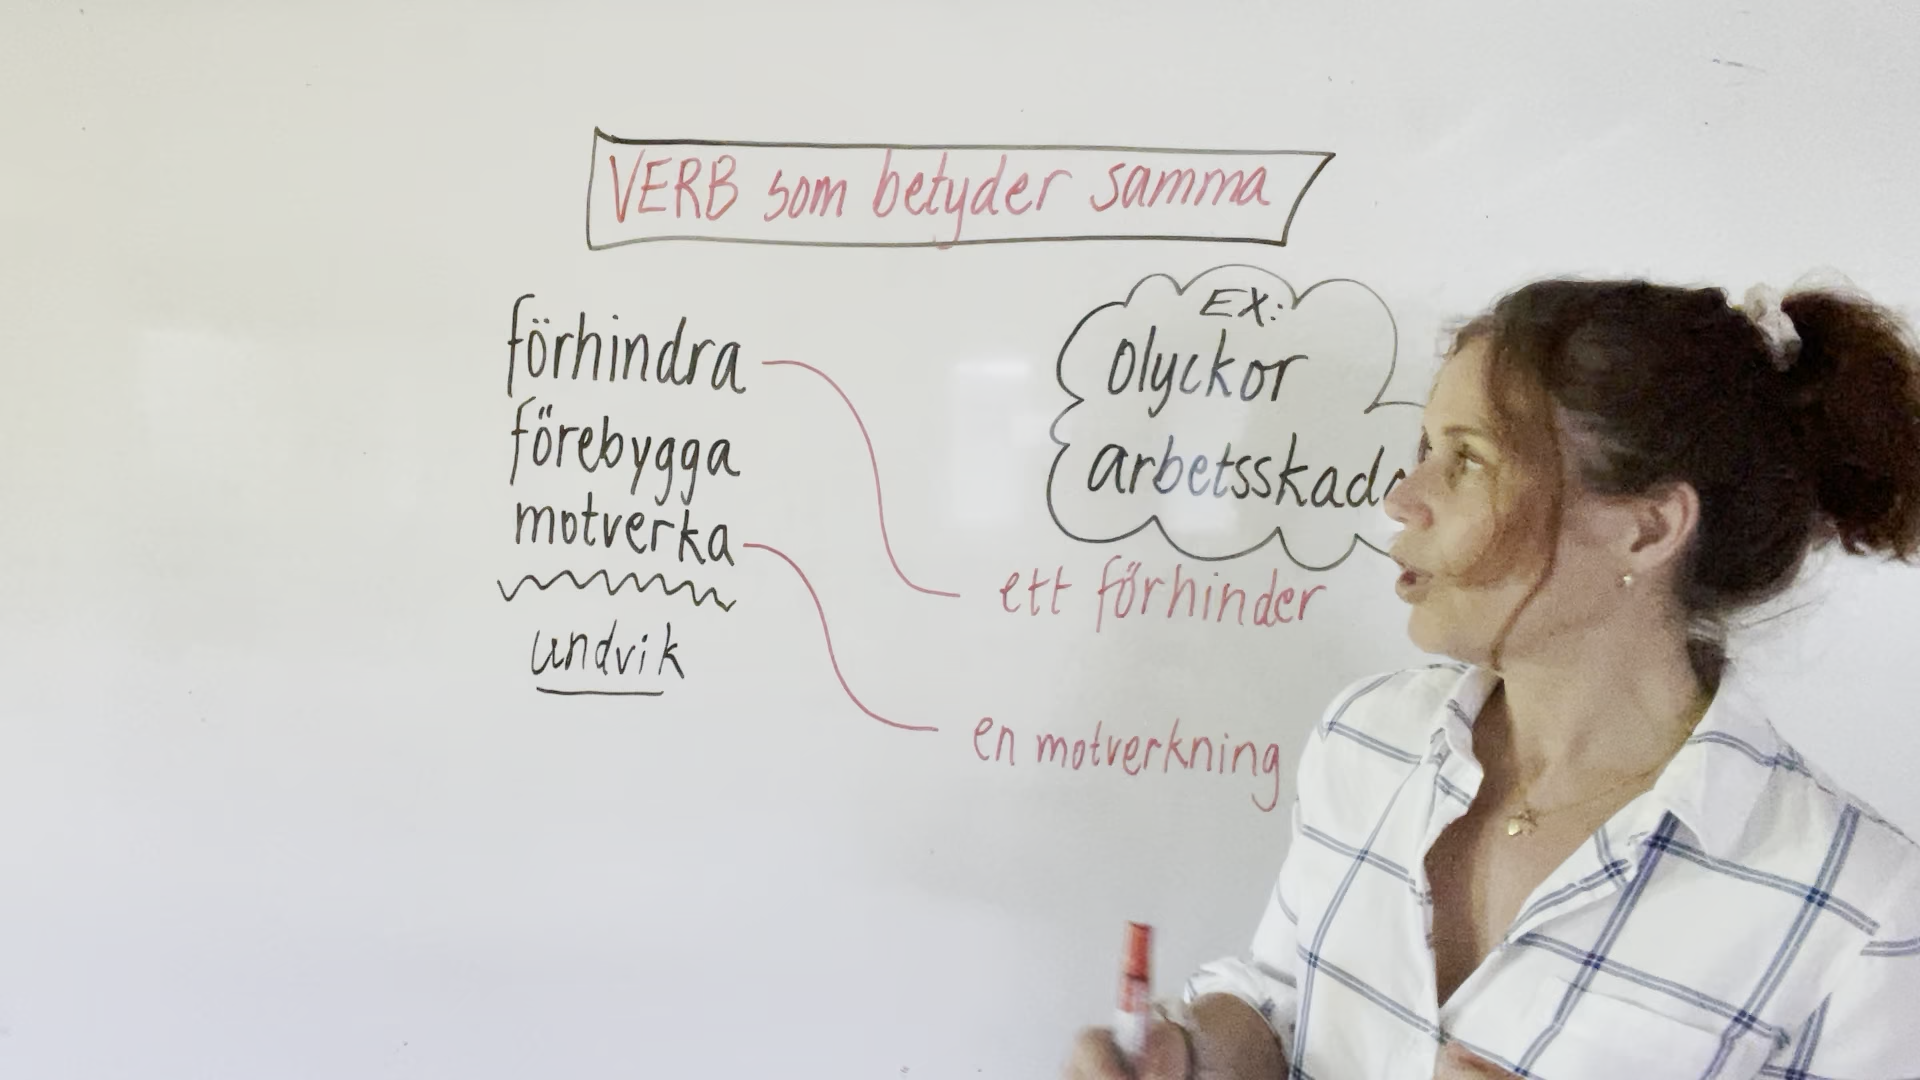 VERB som betyder samma
förhindra
förebygga
motverka
undvik
EX:
olyckor
ett förhinder
en motverkning